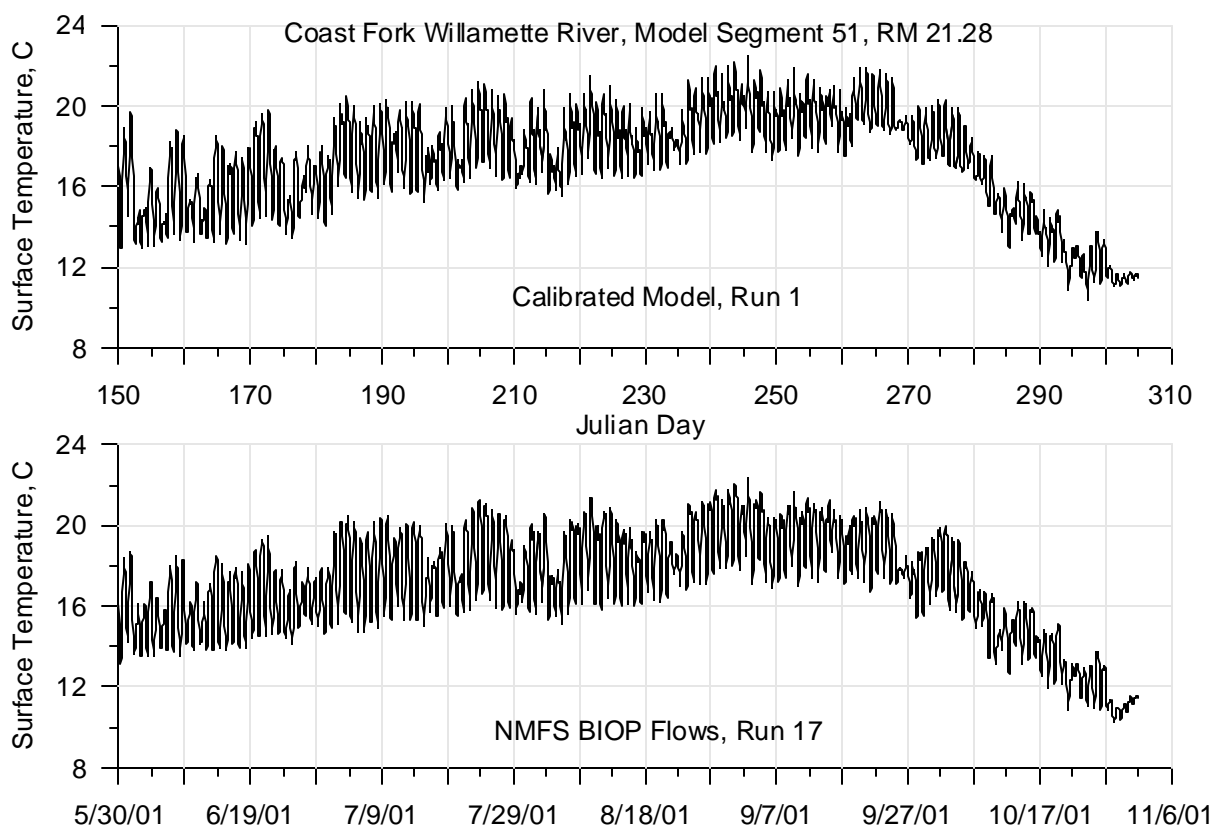 24
Coast Fork Willamette River, Model Segment 51, RM 21.28
20
16
12
8
Surface Temperature, C
Calibrated Model, Run 1
150 170 190 210 230 250 270 290 310
Julian Day
24
20
16
12
8
Surface Temperature, C
NMFS BIOP Flows, Run 17
5/30/01 6/19/01 7/9/01 7/29/01 8/18/01 9/7/01 9/27/01 10/17/01 11/6/01